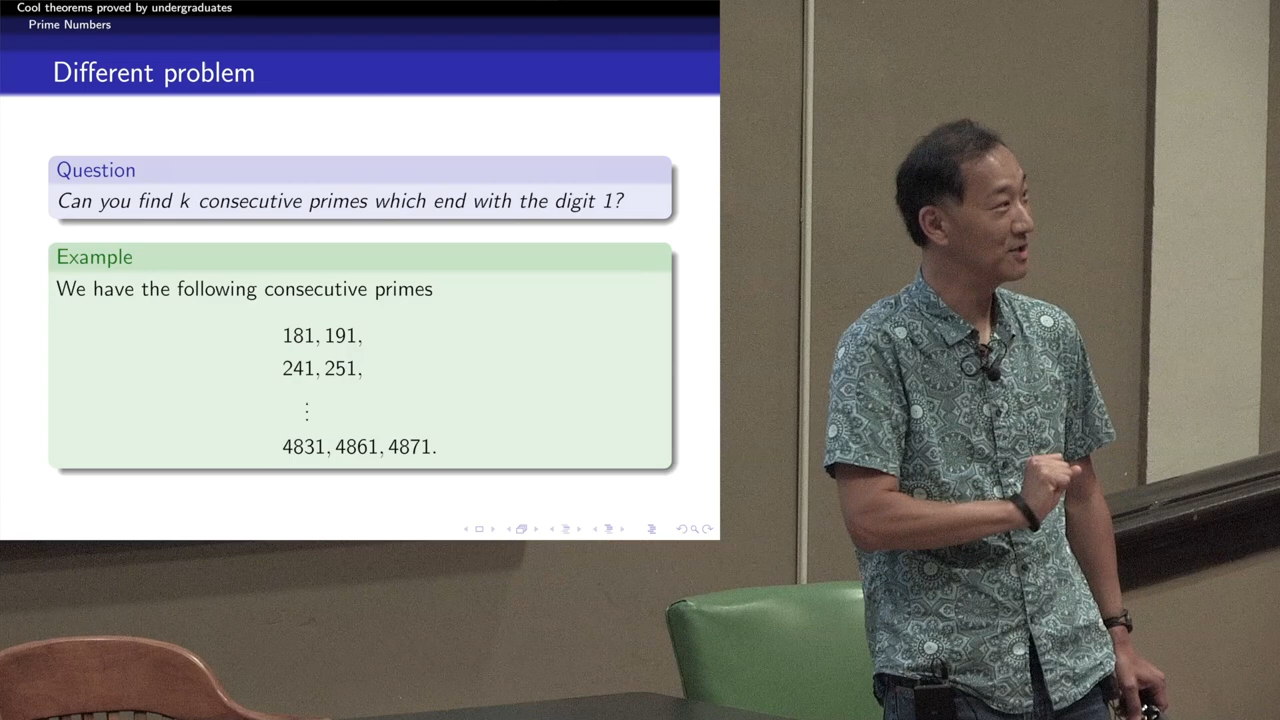 Cool theorems proved by undergraduates
Prime Numbers
Different problem
Question
Can you find k consecutive primes which end with the digit 1?
Example
We have the following consecutive primes
181, 191,
241, 251,
⋮
4831, 4861, 4871.